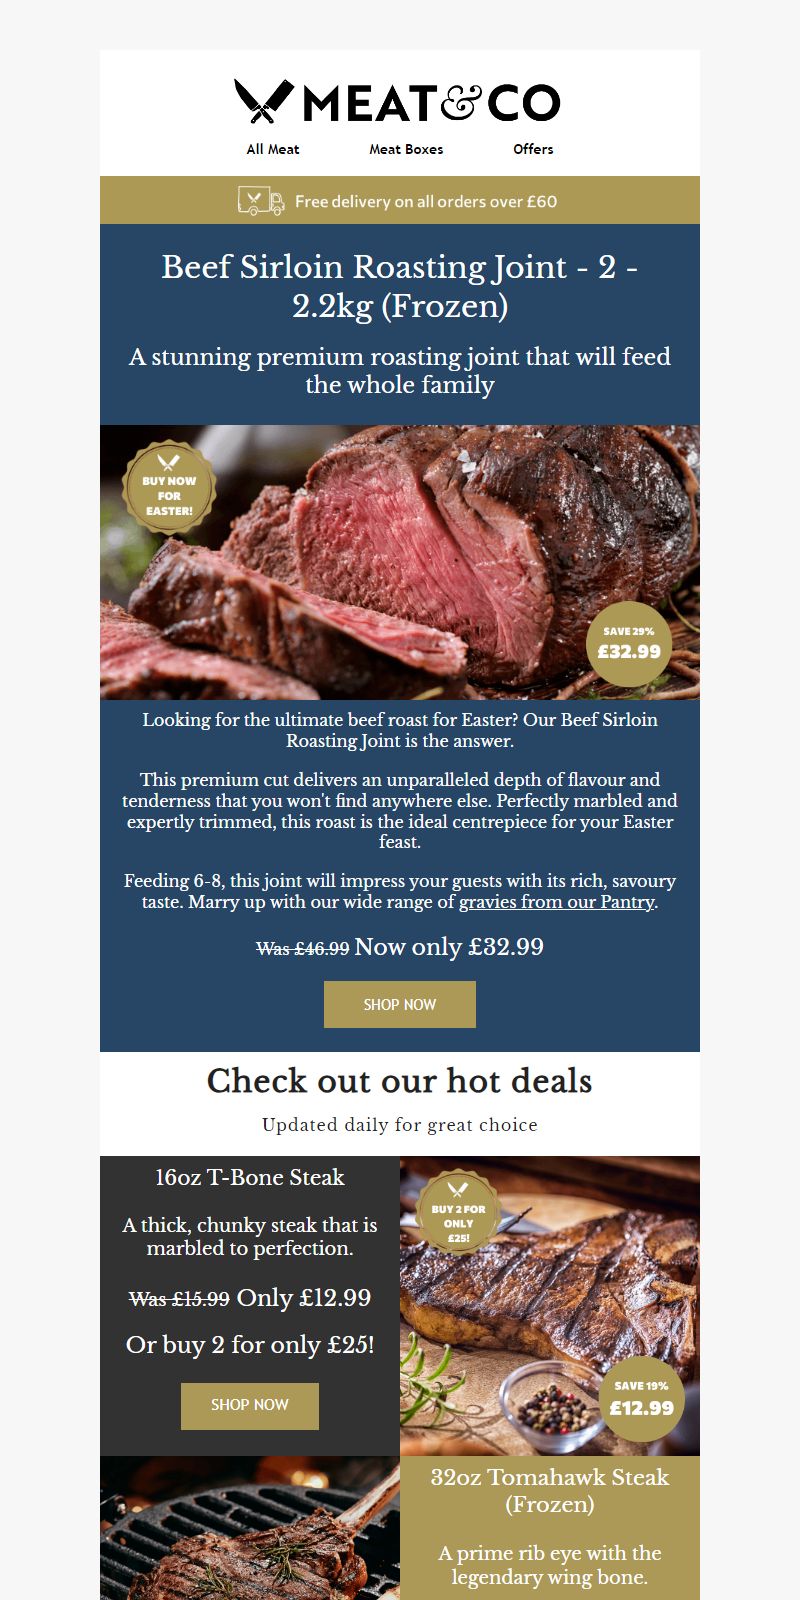 MEAT&CO
All Meat Meat Boxes Offers
Free delivery on all orders over £60
Beef Sirloin Roasting Joint - 2 -
2.2kg (Frozen)
A stunning premium roasting joint that will feed
the whole family
BUY NOW
FOR
EASTER!
SAVE 29%
£32.99
Looking for the ultimate beef roast for Easter? Our Beef Sirloin
Roasting Joint is the answer.
This premium cut delivers an unparalleled depth of flavour and
tenderness that you won't find anywhere else. Perfectly marbled and
expertly trimmed, this roast is the ideal centrepiece for your Easter
feast.
Feeding 6-8, this joint will impress your guests with its rich, savoury
taste. Marry up with our wide range of gravies from our Pantry.
Was £46.99 Now only £32.99
SHOP NOW
Check out our hot deals
Updated daily for great choice
16oz T-Bone Steak
A thick, chunky steak that is
marbled to perfection.
Was £15.99 Only £12.99
Or buy 2 for only £25!
SHOP NOW
BUY 2 FOR
ONLY
£25!
SAVE 19%
£12.99
32oz Tomahawk Steak
(Frozen)
A prime rib eye with the
legendary wing bone.